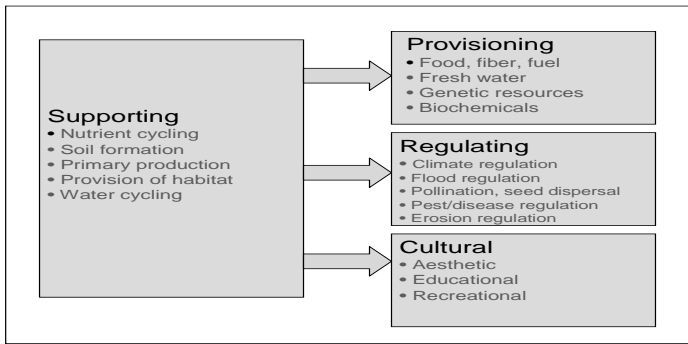 Supporting
• Nutrient cycling
• Soil formation
• Primary production
• Provision of habitat
• Water cycling
Provisioning
• Food, fiber, fuel
• Fresh water
• Genetic resources
• Biochemicals
Regulating
• Climate regulation
• Flood regulation
• Pollination, seed dispersal
• Pest/disease regulation
• Erosion regulation
Cultural
• Aesthetic
• Educational
• Recreational